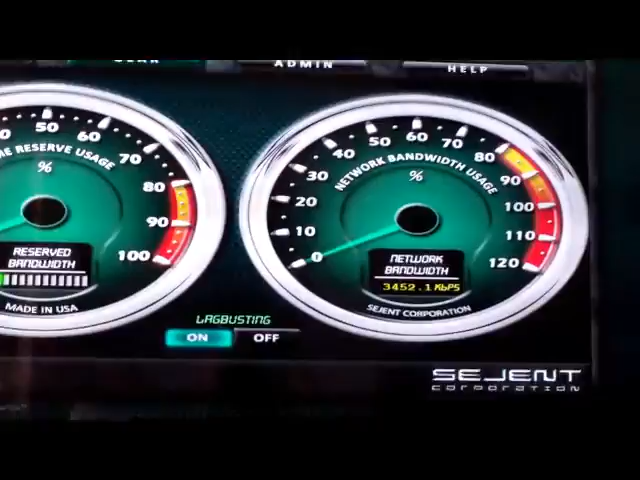 ADMIN
HELP
50
60
70
80
90
100
ME RESERVE USAGE
%
RESERVED
BANDWIDTH
MADE IN USA
0
10
20
30
40
50
60
70
80
90
100
110
120
NETWORK BANDWIDTH USAGE
%
NETWORK
BANDWIDTH
3452.1 MbPS
SEJENT CORPORATION
LAGBUSTING
ON OFF
SEJENT
CORPORATION